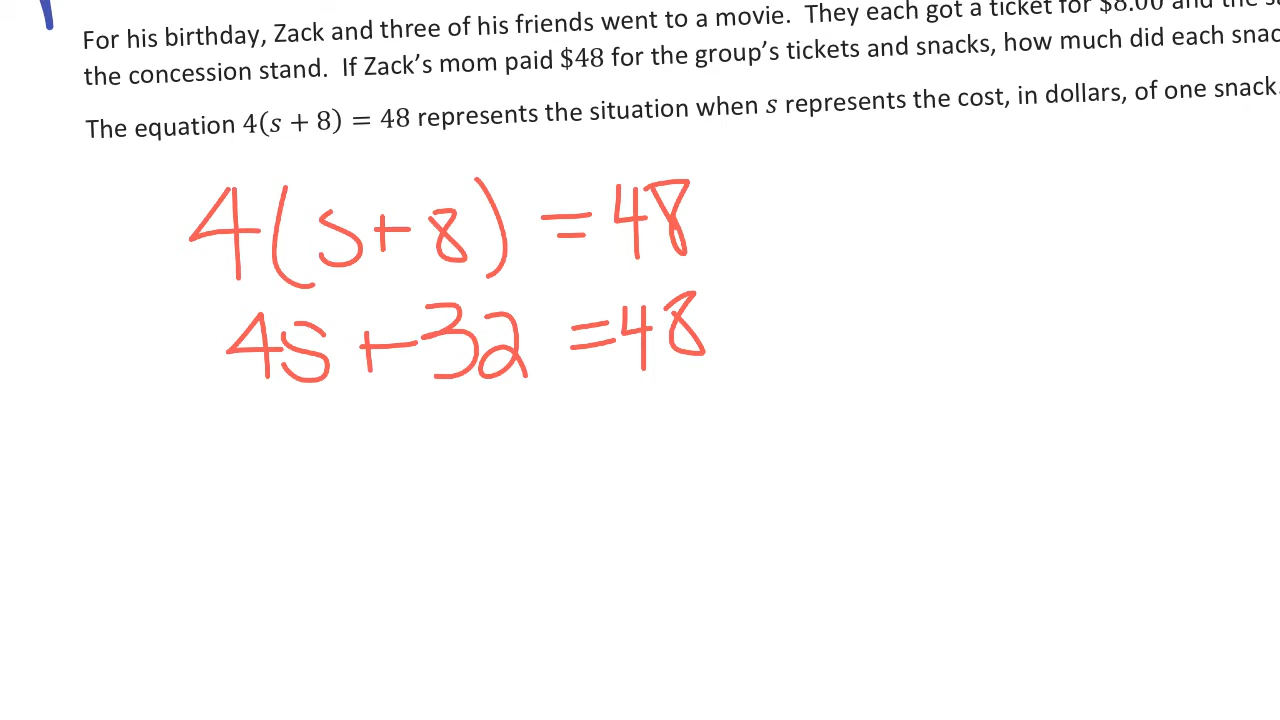 For his birthday, Zack and three of his friends went to a movie. They each got a ticket for $8.00 and the
the concession stand. If Zack's mom paid $48 for the group's tickets and snacks, how much did each
The equation 4(s + 8) = 48 represents the situation when s represents the cost, in dollars, of one snack.
4(s+8) = 48
4s + 32 = 48